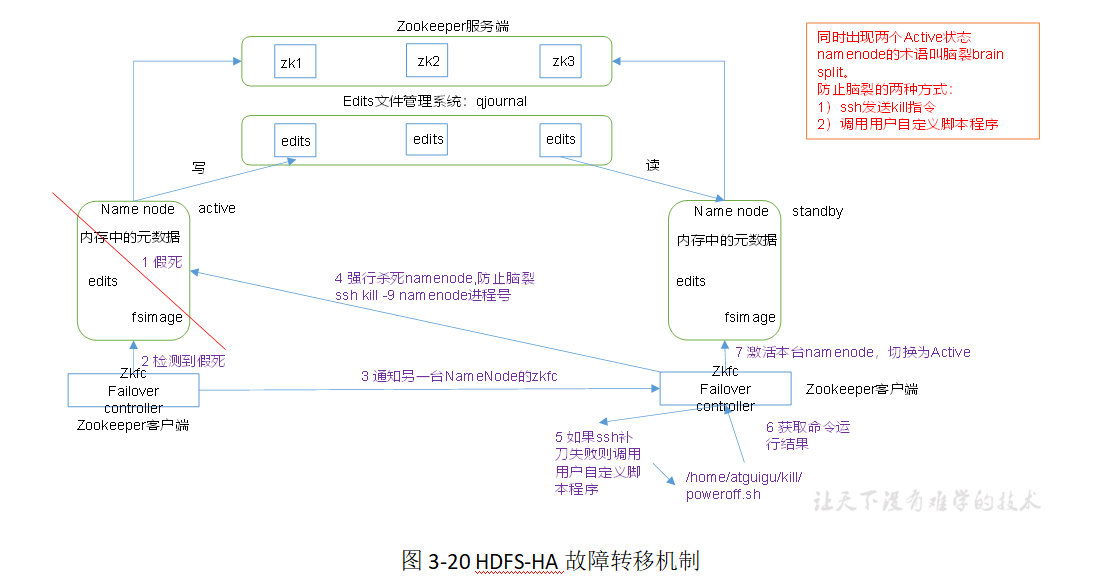 Zookeeper服务端
zk1
zk2
zk3
同时出现两个Active状态
namenode的术语叫脑裂brain
split。
防止脑裂的两种方式：
1）ssh发送kill指令
2）调用用户自定义脚本程序
Edits文件管理系统：qjournal
edits
edits
edits
写
读
Name node
active
内存中的元数据
1 假死
edits
fsimage
Name node
standby
内存中的元数据
edits
fsimage
4 强行杀死namenode,防止脑裂
ssh kill -9 namenode进程号
2 检测到假死
7 激活本台namenode，切换为Active
Zkfc
Failover
controller
Zookeeper客户端
3 通知另一台NameNode的zkfc
Zkfc
Failover
controller
Zookeeper客户端
5 如果ssh补
刀失败则调用
用户自定义脚
本程序
6 获取命令运
行结果
/home/atguigu/kill/
poweroff.sh
让天下没有难学的技术
图 3-20 HDFS-HA 故障转移机制